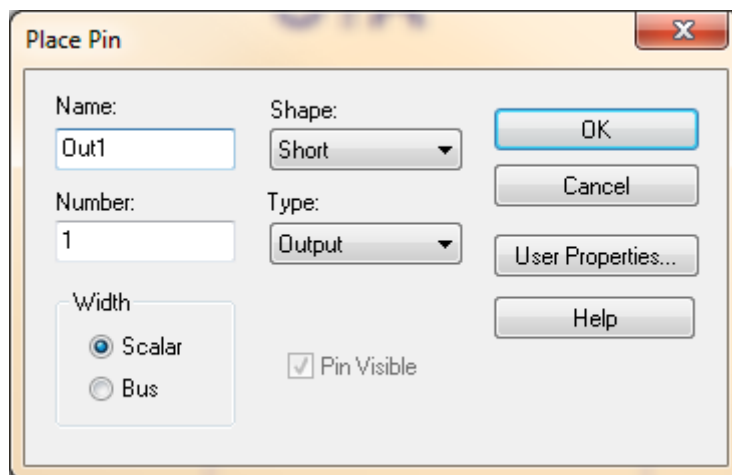 Place Pin
Name:
Out1
Shape:
Short
OK
Cancel
Number:
1
Type:
Output
User Properties...
Width
Scalar
Bus
Pin Visible
Help